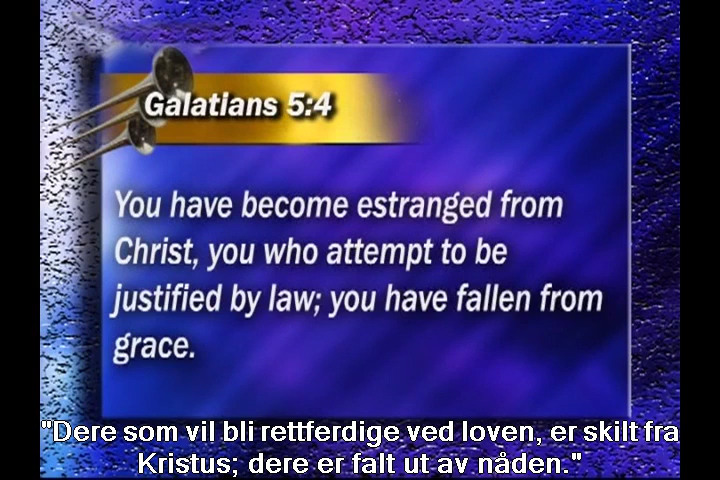 Galatians 5:4
You have become estranged from
Christ, you who attempt to be
justified by law; you have fallen from
grace.
"Dere som vil bli rettferdige ved loven, er skilt fra
Kristus; dere er falt ut av nåden."